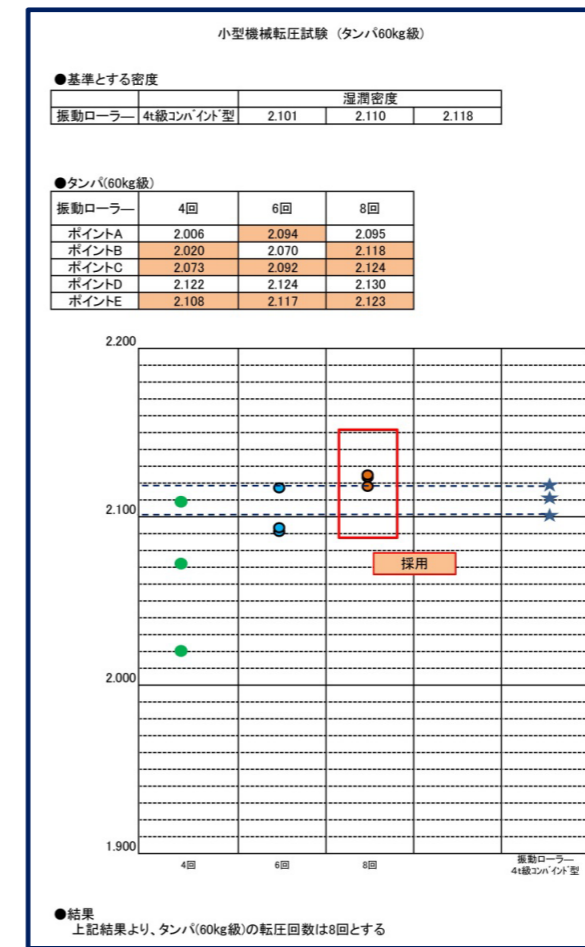 小型機械転圧試験 (タンパ60kg級)
●基準とする密度
湿潤密度
振動ローラー 4t級コンバインド型 2.101 2.110 2.118
●タンパ(60kg級)
振動ローラー 4回 6回 8回
ポイントA 2.006 2.094 2.095
ポイントB 2.020 2.070 2.118
ポイントC 2.073 2.092 2.124
ポイントD 2.122 2.124 2.130
ポイントE 2.108 2.117 2.123
2.200
2.100
採用
2.000
1.900
4回 6回 8回 振動ローラー
4t級コンバインド型
●結果
上記結果より、タンパ(60kg級)の転圧回数は8回とする